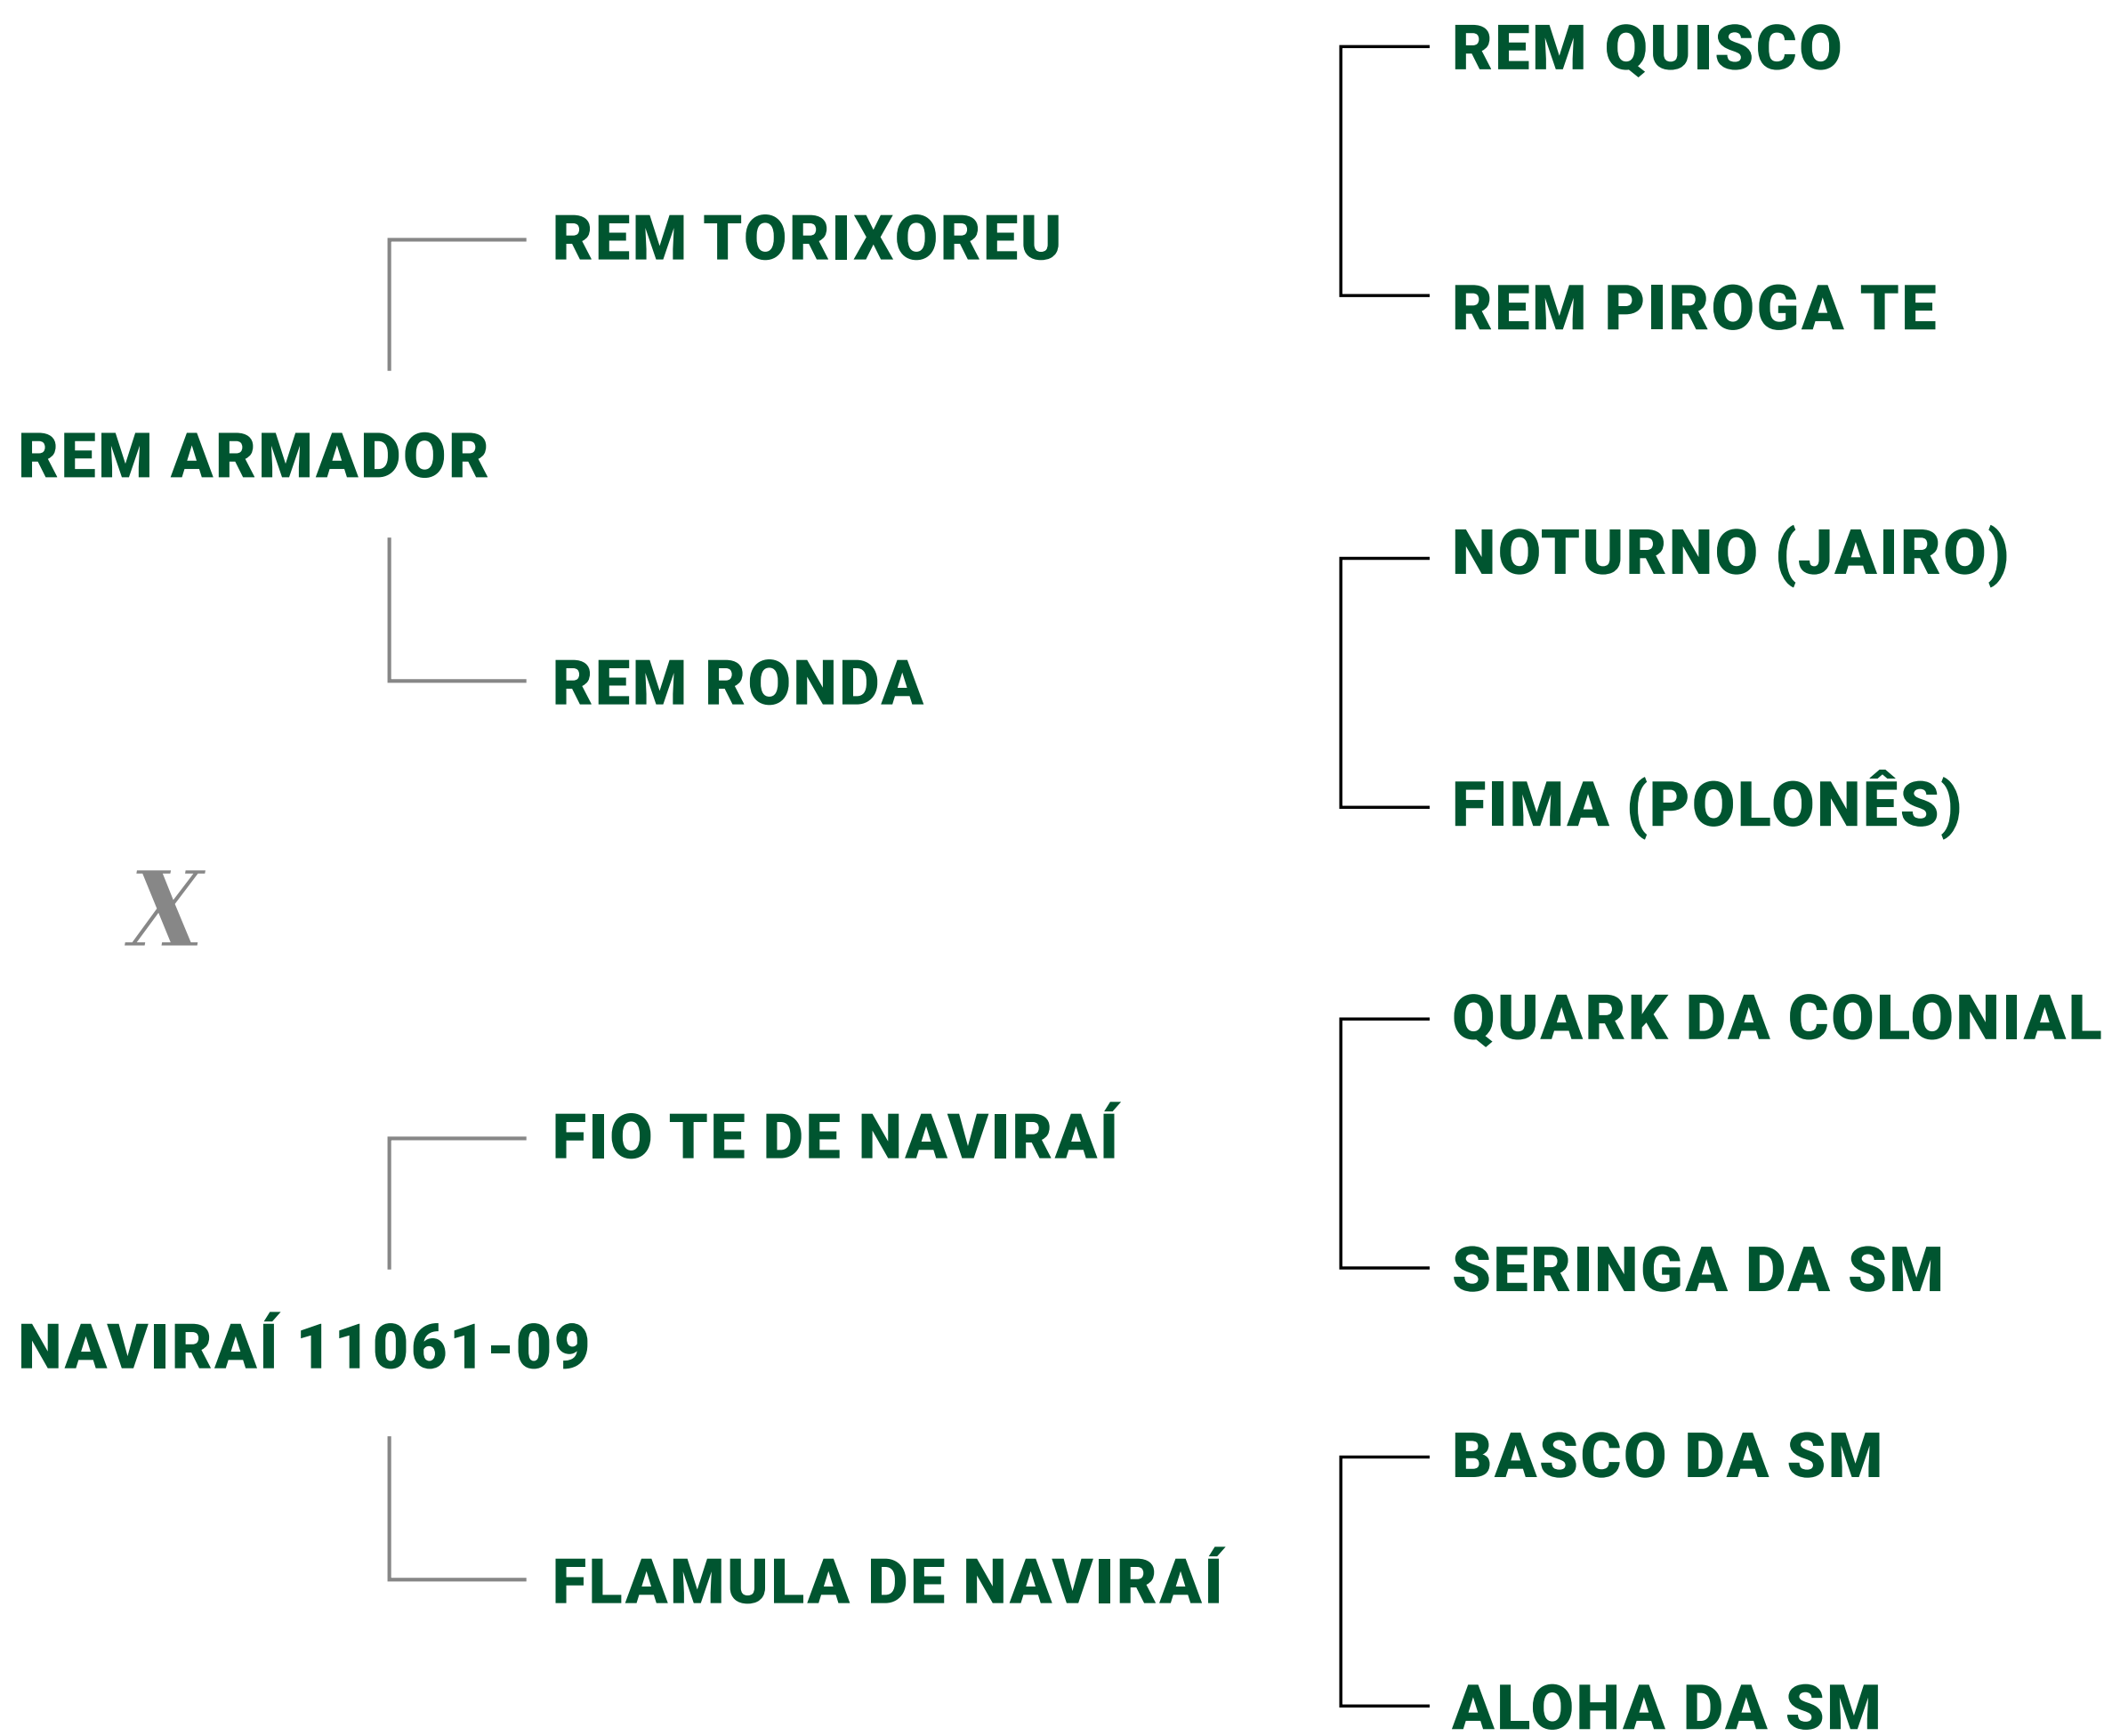 REM QUISCO
REM TORIXOREU
REM PIROGA TE
REM ARMADOR
NOTURNO (JAIRO)
REM RONDA
FIMA (POLONÊS)
X
QUARK DA COLONIAL
FIO TE DE NAVIRAÍ
SERINGA DA SM
NAVIRAÍ 11061-09
BASCO DA SM
FLAMULA DE NAVIRAÍ
ALOHA DA SM